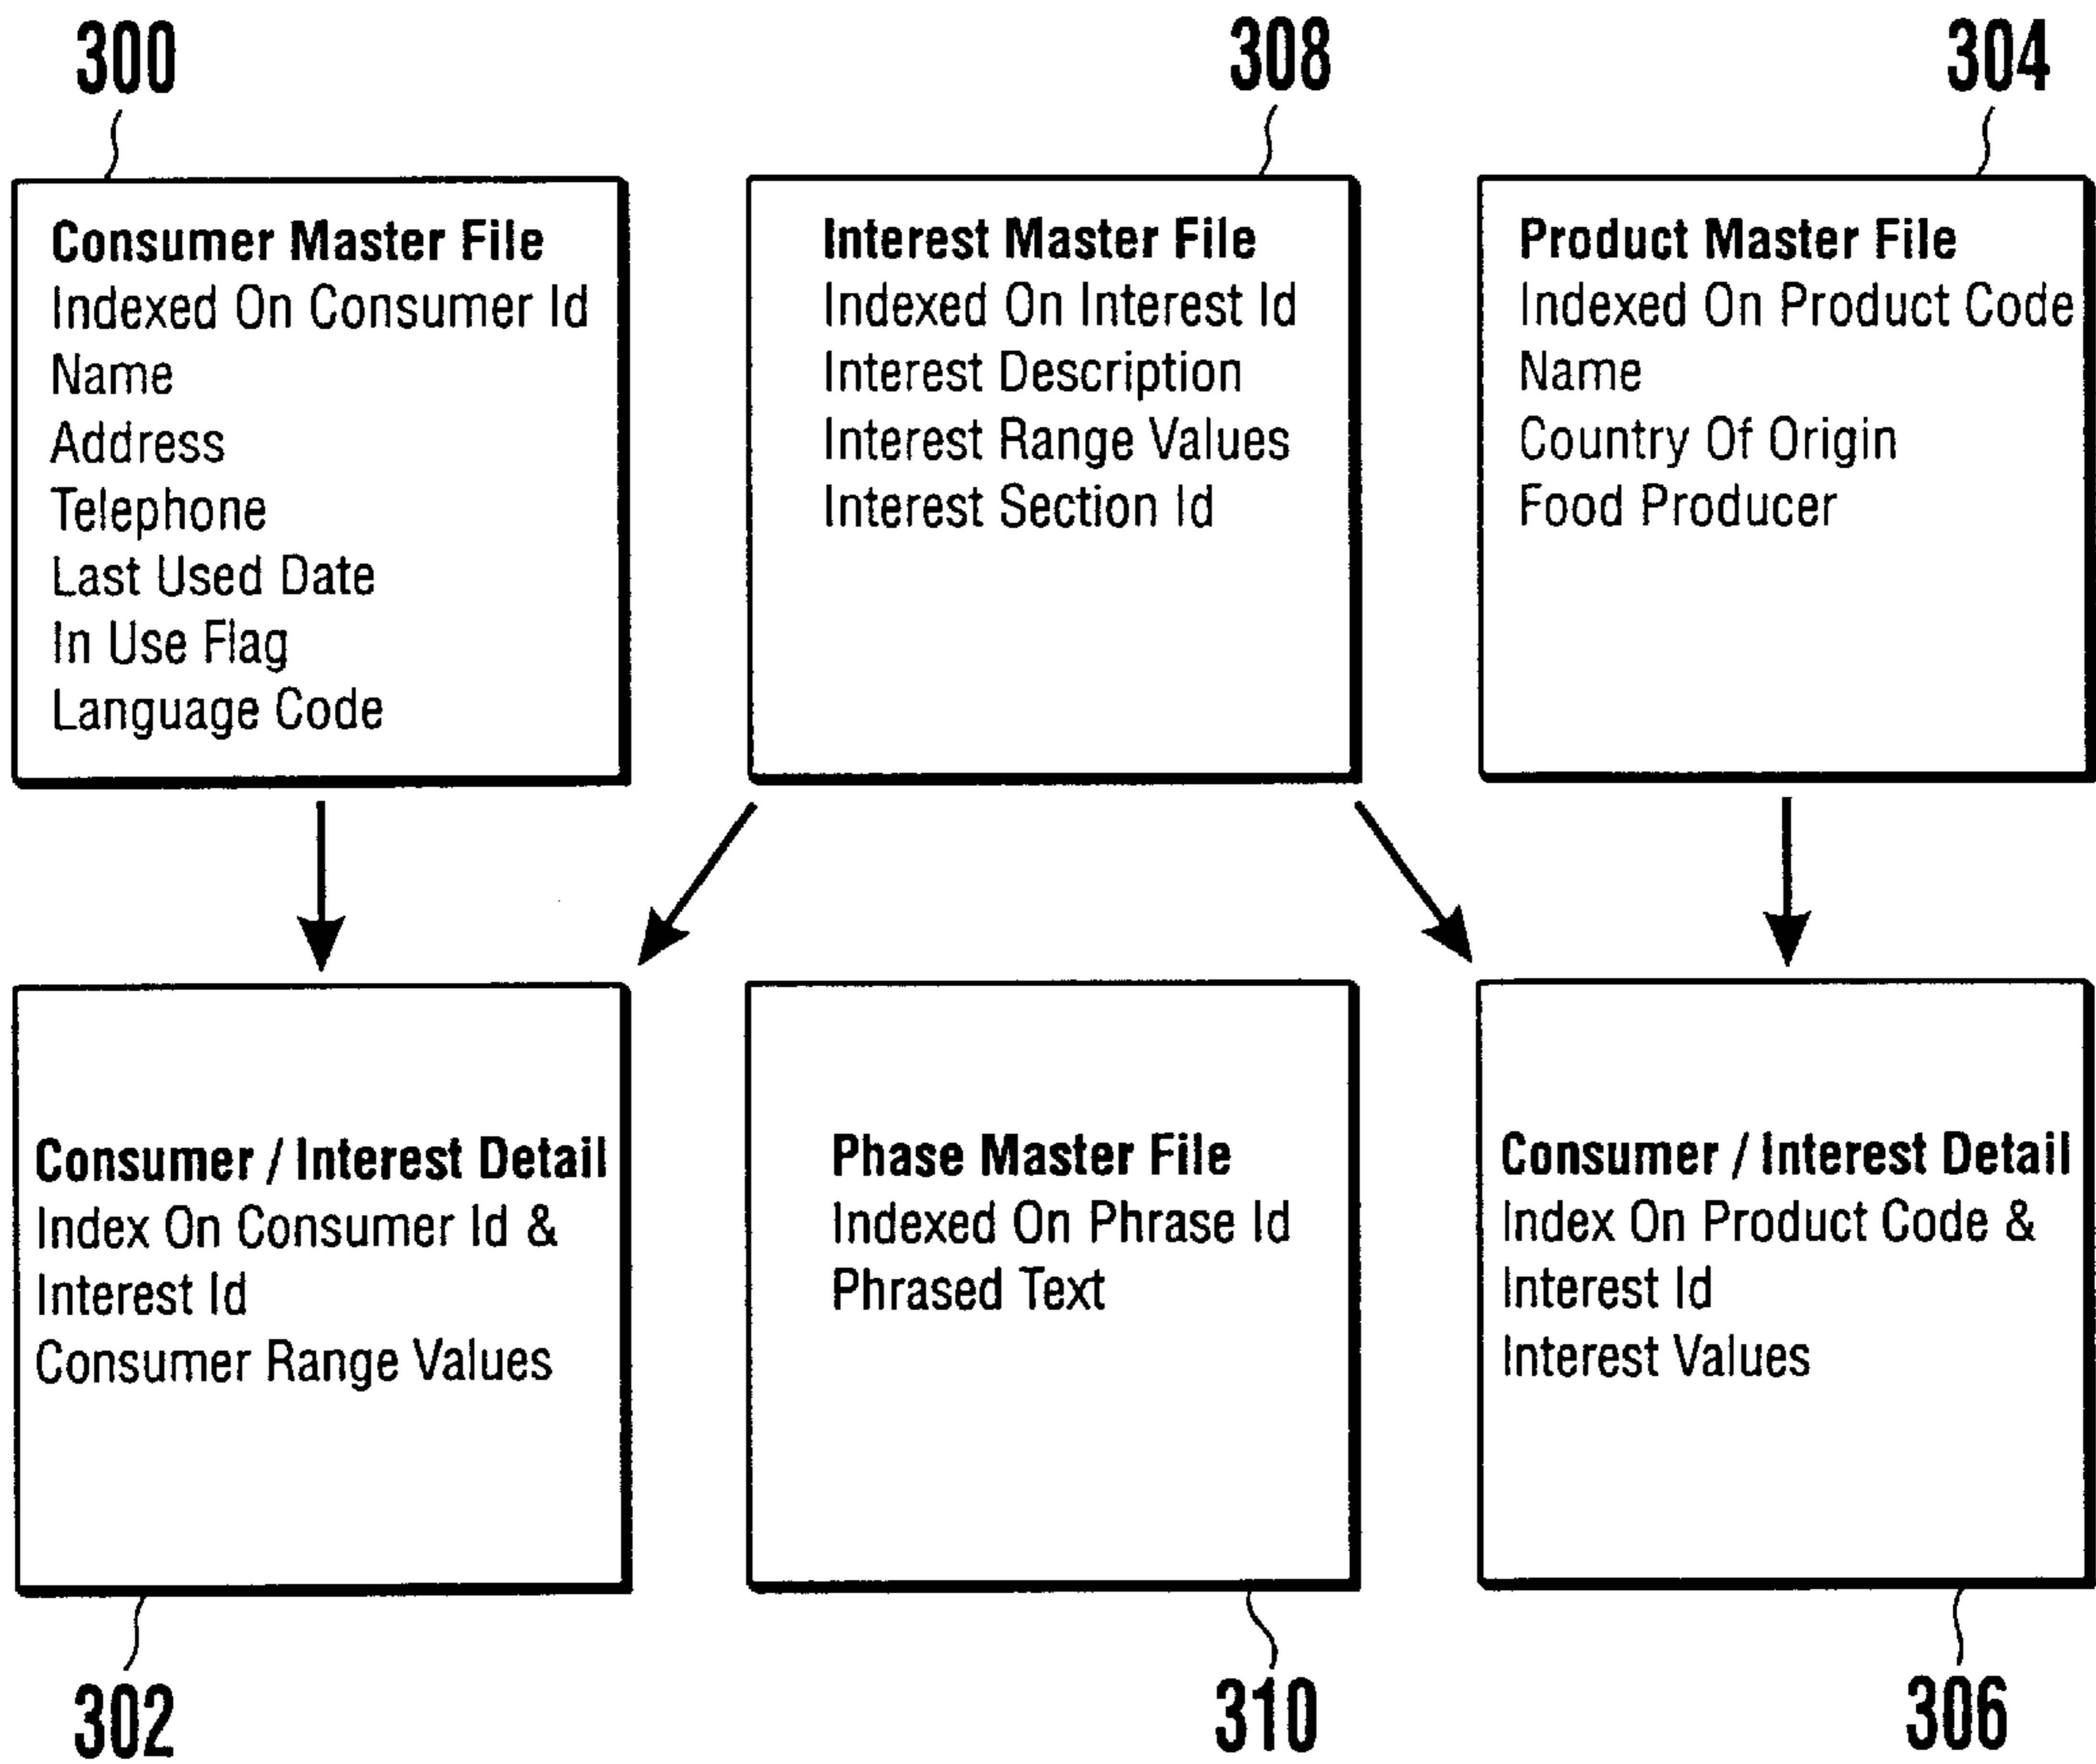 300
308
304
Consumer Master File
Indexed On Consumer Id
Name
Address
Telephone
Last Used Date
In Use Flag
Language Code
Interest Master File
Indexed On Interest Id
Interest Description
Interest Range Values
Interest Section Id
Product Master File
Indexed On Product Code
Name
Country Of Origin
Food Producer
Consumer / Interest Detail
Index On Consumer Id &
Interest Id
Consumer Range Values
Phase Master File
Indexed On Phrase Id
Phrased Text
Consumer / Interest Detail
Index On Product Code &
Interest Id
Interest Values
302
310
306